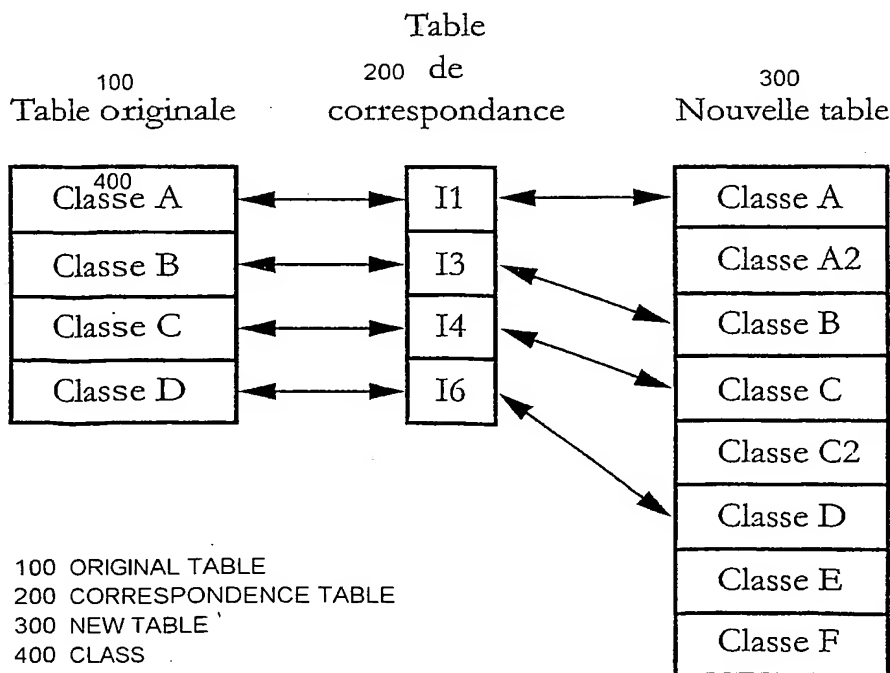 Table
de
correspondance
200
100
Table originale
300
Nouvelle table
400
Classe A
Classe B
Classe C
Classe D
I1
I3
I4
I6
Classe A
Classe A2
Classe B
Classe C
Classe C2
Classe D
Classe E
Classe F
100 ORIGINAL TABLE
200 CORRESPONDENCE TABLE
300 NEW TABLE
400 CLASS